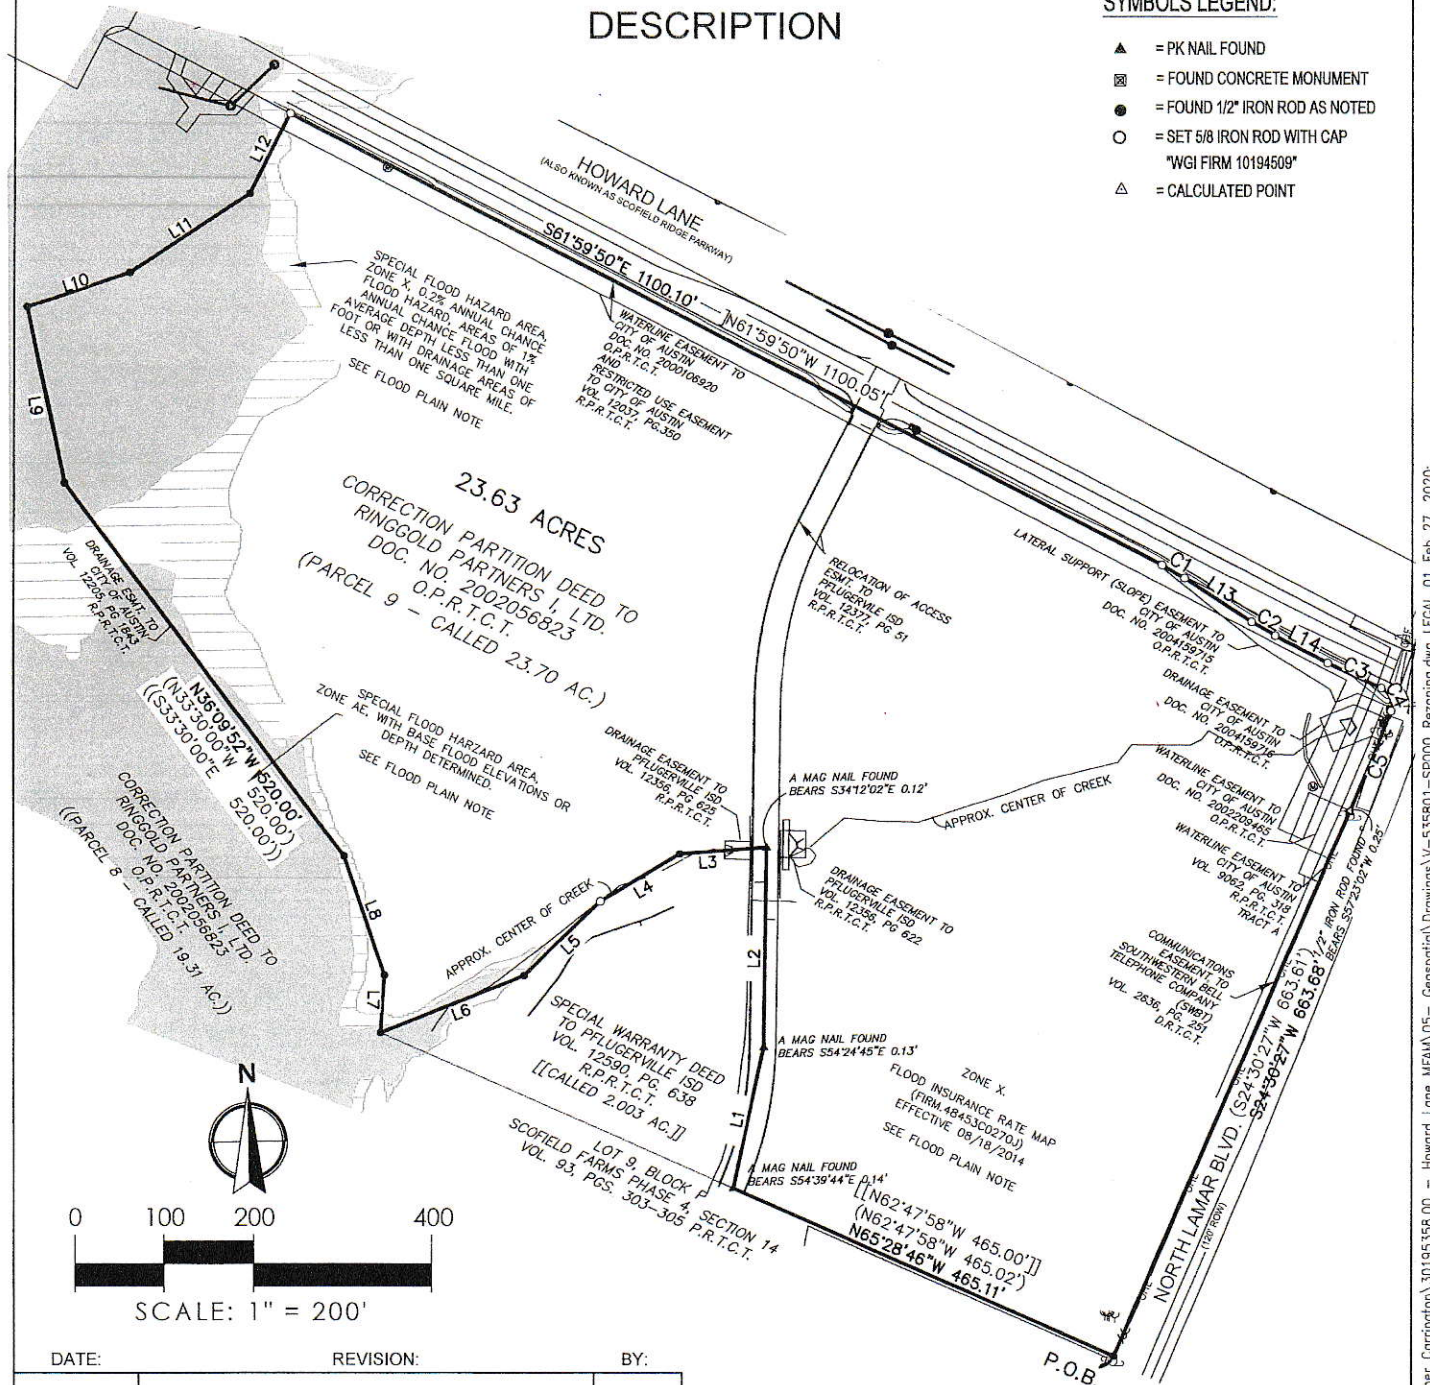 DESCRIPTION
SYMBOLS LEGEND:
= PK NAIL FOUND
= FOUND CONCRETE MONUMENT
= FOUND 1/2" IRON ROD AS NOTED
= SET 5/8 IRON ROD WITH CAP
"WGI FIRM 10194509"
= CALCULATED POINT
HOWARD LANE
(ALSO KNOWN AS SCOFIELD RIDGE PARKWAY)
S61°59'50"E 1100.10'
]N61°59'50"W 1100.05'
L12
L11
L10
L9
SPECIAL FLOOD HAZARD AREA,
ZONE X, 0.2% ANNUAL CHANCE
FLOOD HAZARD, AREAS OF 1%
ANNUAL CHANCE FLOOD WITH
AVERAGE DEPTH LESS THAN ONE
FOOT OR WITH DRAINAGE AREAS OF
LESS THAN ONE SQUARE MILE.
SEE FLOOD PLAIN NOTE
WATERLINE EASEMENT TO
CITY OF AUSTIN
DOC. NO. 2000106920
O.P.R.T.C.T.
AND
RESTRICTED USE EASEMENT
TO CITY OF AUSTIN
VOL. 12037, PG.350
R.P.R.T.C.T.
23.63 ACRES
CORRECTION PARTITION DEED TO
RINGGOLD PARTNERS I, LTD.
DOC. NO. 2002056823
O.P.R.T.C.T.
(PARCEL 9 - CALLED 23.70 AC.)
RELOCATION OF ACCESS
ESMT. TO
PFLUGERVILE ISD
VOL. 12377, PG 51
R.P.R.T.C.T.
LATERAL SUPPORT (SLOPE) EASEMENT TO
CITY OF AUSTIN
DOC. NO. 2004159715
O.P.R.T.C.T.
C1
L13
C2
L14
C3
C4
C5
DRAINAGE ESMT. TO
CITY OF AUSTIN
VOL. 12205, PG 1843
R.P.R.T.C.T.
DRAINAGE EASEMENT TO
CITY OF AUSTIN
DOC. NO. 2004159716
O.P.R.T.C.T.
N36°09'52"W 520.00'
(N33°30'00"W 520.00')
((S33°30'00"E 520.00'))
SPECIAL FLOOD HARZARD AREA,
ZONE AE, WITH BASE FLOOD ELEVATIONS OR
DEPTH DETERMINED.
SEE FLOOD PLAIN NOTE
DRAINAGE EASEMENT TO
PFLUGERVILLE ISD
VOL. 12356, PG 625
R.P.R.T.C.T.
A MAG NAIL FOUND
BEARS S34°12'02"E 0.12'
APPROX. CENTER OF CREEK
WATERLINE EASEMENT TO
CITY OF AUSTIN
DOC. NO. 2002209465
O.P.R.T.C.T.
WATERLINE EASEMENT TO
CITY OF AUSTIN
VOL. 9062, PG. 318
R.P.R.T.C.T.
TRACT A
CORRECTION PARTITION DEED TO
RINGGOLD PARTNERS I, LTD.
DOC. NO. 2002056823
O.P.R.T.C.T.
((PARCEL 8 - CALLED 19.31 AC.))
L8
L7
L6
L5
L4
L3
L2
L1
APPROX. CENTER OF CREEK
DRAINAGE EASEMENT TO
PFLUGERVILLE ISD
VOL. 12356, PG 622
R.P.R.T.C.T.
COMMUNICATIONS
EASEMENT, TO
SOUTHWESTERN BELL
TELEPHONE COMPANY
(SWBT)
VOL. 2636, PG. 251
D.R.T.C.T.
1/2" IRON ROD FOUND
BEARS S57°23'02"W 0.25'
SPECIAL WARRANTY DEED
TO PFLUGERVILLE ISD
VOL. 12590, PG. 638
R.P.R.T.C.T.
[[CALLED 2.003 AC.]]
A MAG NAIL FOUND
BEARS S54°24'45"E 0.13'
ZONE X.
FLOOD INSURANCE RATE MAP
(FIRM.48453C0270J)
EFFECTIVE 08/18/2014
SEE FLOOD PLAIN NOTE
LOT 9, BLOCK P
SCOFIELD FARMS PHASE 4, SECTION 14
VOL. 93, PGS. 303-305 P.R.T.C.T.
A MAG NAIL FOUND
BEARS S54°39'44"E 0.14'
[[N62°47'58"W 465.00']]
(N62°47'58"W 465.02')
N65°28'46"W 465.11'
NORTH LAMAR BLVD.
(120' ROW)
(S24°30'27"W 663.61')
S24°30'27"W 663.68'
OHE
OHE
OHE
OHE
OHE
P.O.B
N
0 100 200 400
SCALE: 1" = 200'
DATE: REVISION: BY: